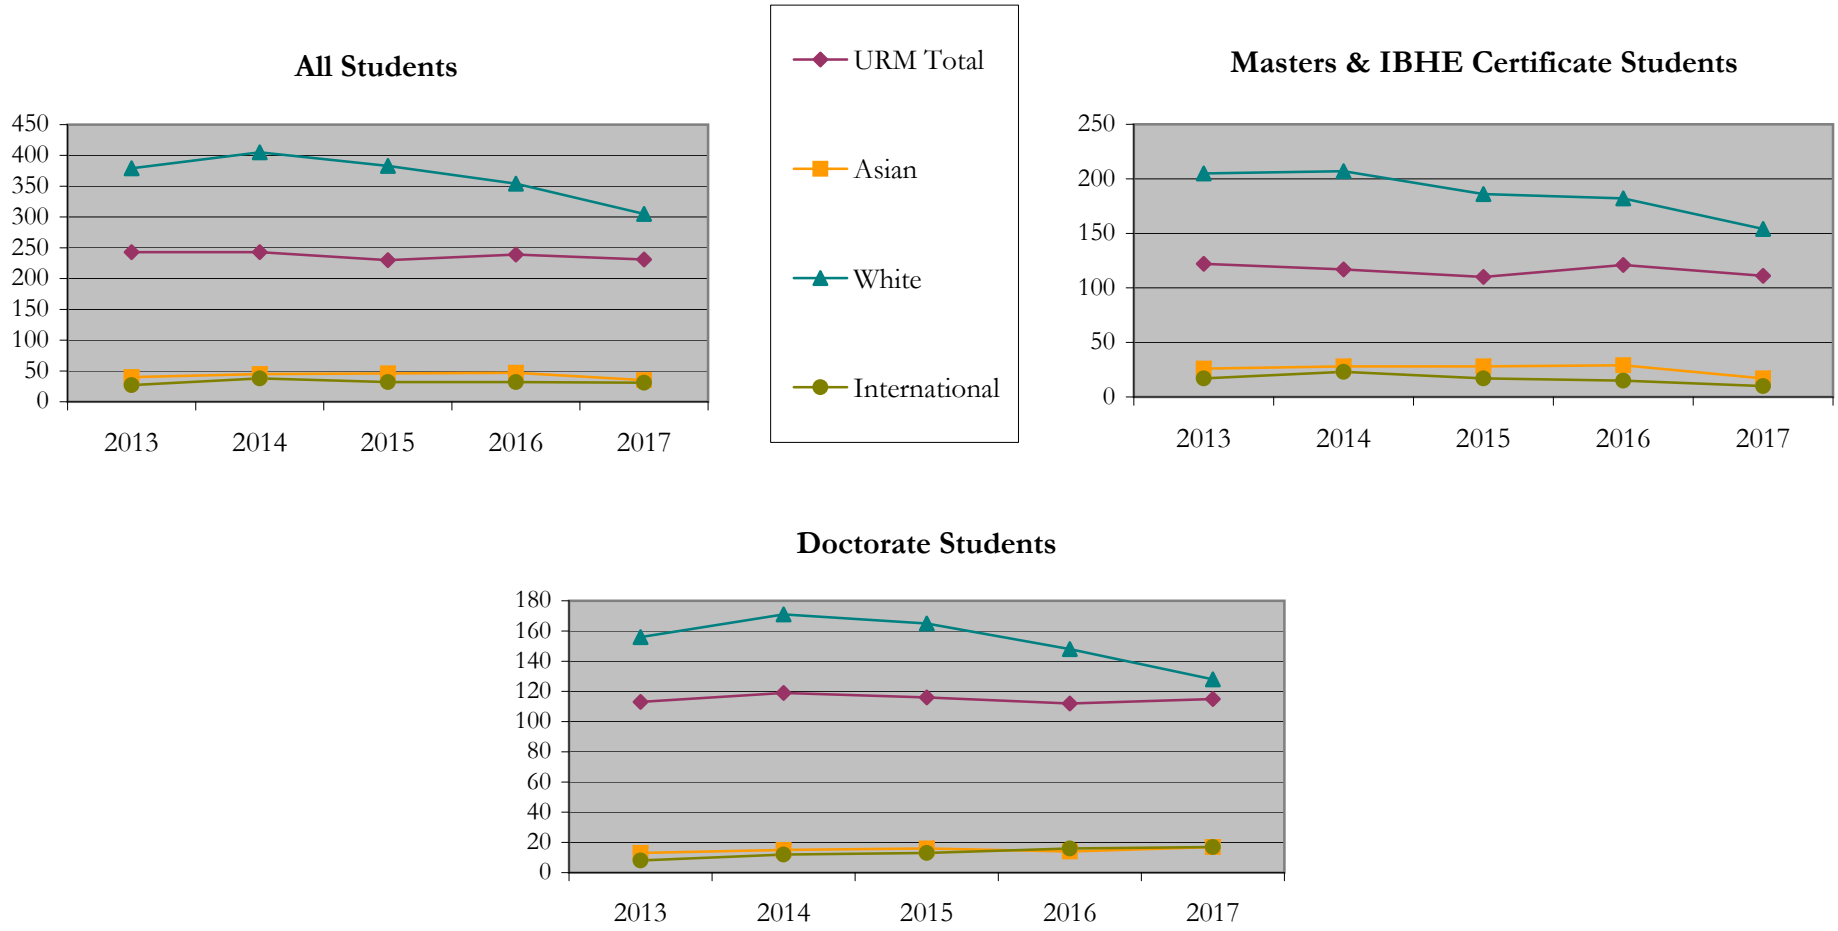 All Students
450
400
350
300
250
200
150
100
50
0
2013 2014 2015 2016 2017
URM Total
Asian
White
International
Masters & IBHE Certificate Students
250
200
150
100
50
0
2013 2014 2015 2016 2017
Doctorate Students
180
160
140
120
100
80
60
40
20
0
2013 2014 2015 2016 2017